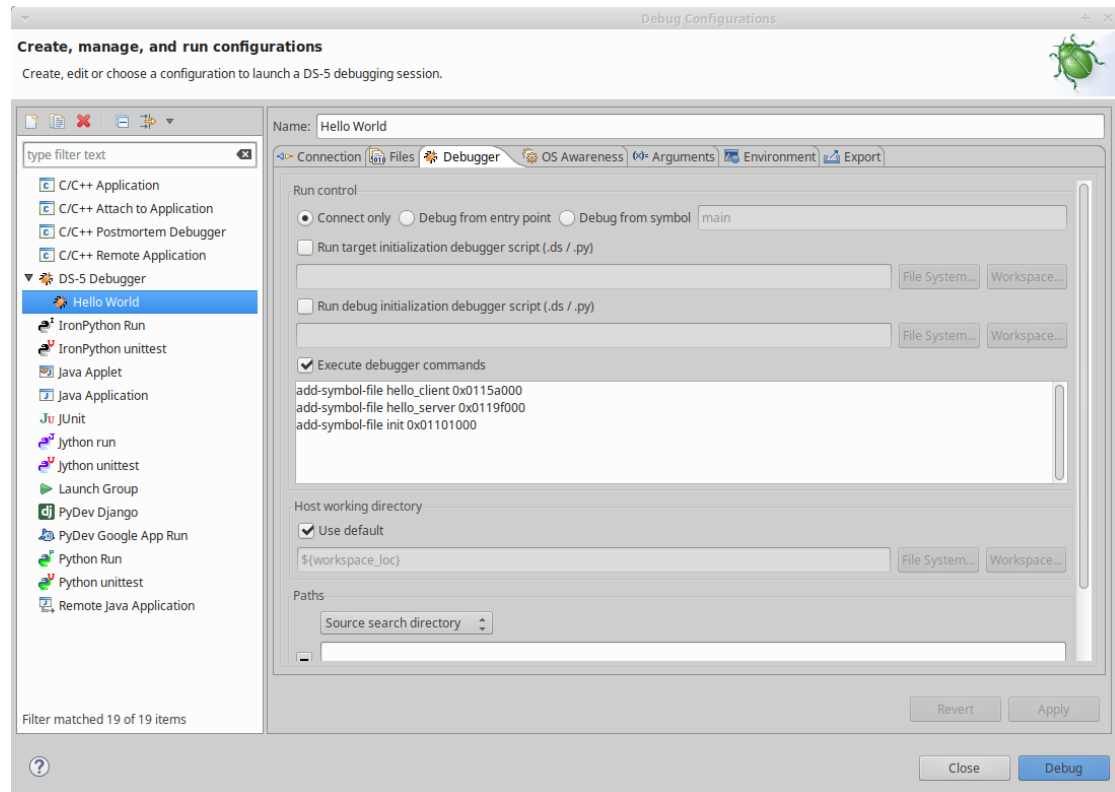 Debug Configurations
Create, manage, and run configurations
Create, edit or choose a configuration to launch a DS-5 debugging session.
type filter text
C/C++ Application
C/C++ Attach to Application
C/C++ Postmortem Debugger
C/C++ Remote Application
DS-5 Debugger
Hello World
IronPython Run
IronPython unittest
Java Applet
Java Application
JUnit
Jython run
Jython unittest
Launch Group
PyDev Django
PyDev Google App Run
Python Run
Python unittest
Remote Java Application
Filter matched 19 of 19 items
Name: Hello World
Connection Files Debugger OS Awareness Arguments Environment Export
Run control
Connect only Debug from entry point Debug from symbol main
Run target initialization debugger script (.ds / .py)
File System... Workspace...
Run debug initialization debugger script (.ds / .py)
File System... Workspace...
Execute debugger commands
add-symbol-file hello_client 0x0115a000
add-symbol-file hello_server 0x0119f000
add-symbol-file init 0x01101000
Host working directory
Use default
${workspace_loc} File System... Workspace...
Paths
Source search directory
Revert Apply
Close Debug